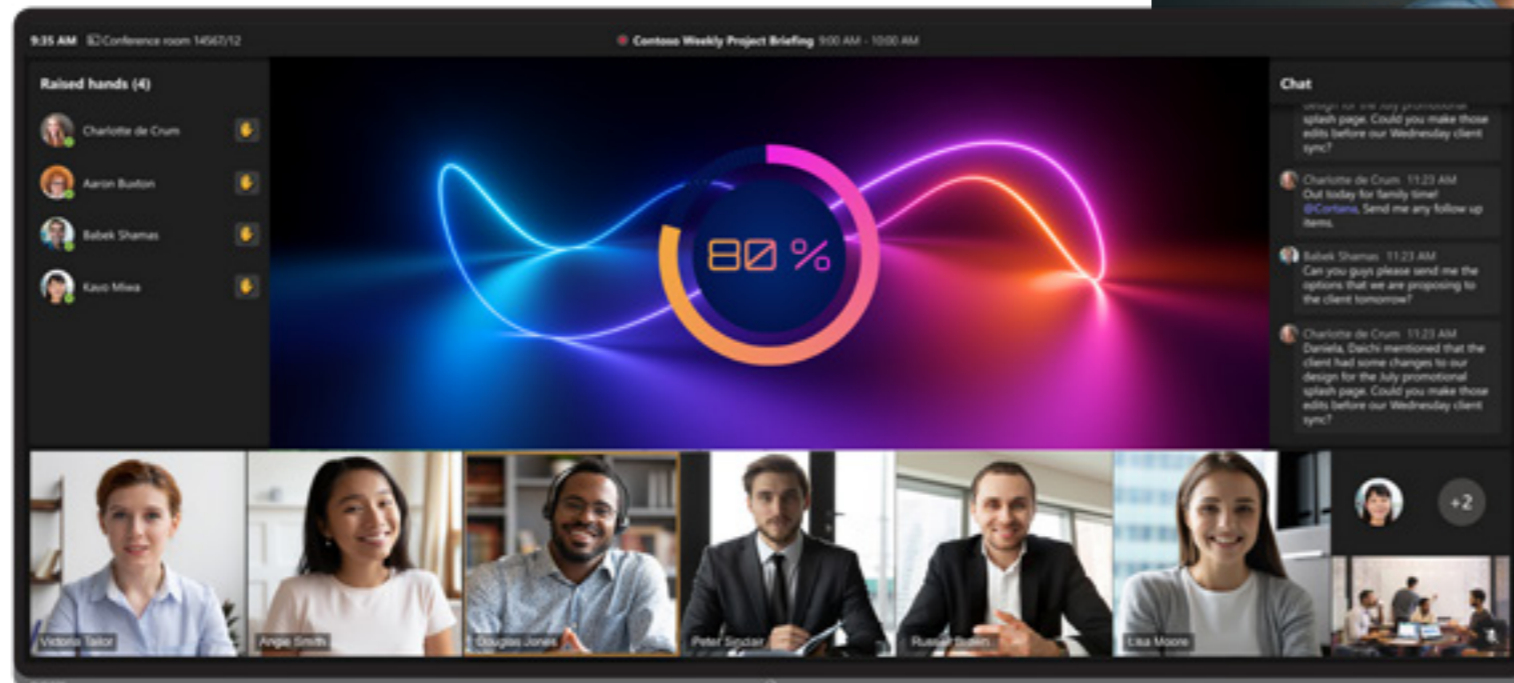 9:35 AM Conference room 14567/12
Contoso Weekly Project Briefing 9:00 AM - 10:00 AM
Raised hands (4)
Charlotte de Crum
Aaron Buxton
Babek Shamas
Kayo Miwa
80 %
Chat
design for the July promotional
splash page. Could you make those
edits before our Wednesday client
sync?
Charlotte de Crum 11:23 AM
Out today for family time!
@Cortana, Send me any follow up
items.
Babek Shamas 11:23 AM
Can you guys please send me the
options that we are proposing to
the client tomorrow?
Charlotte de Crum 11:23 AM
Daniela, Daichi mentioned that the
client had some changes to our
design for the July promotional
splash page. Could you make those
edits before our Wednesday client
sync?
+2
Victoria Tailor
Angie Smith
Douglas Jones
Peter Sinclair
Russell
Lisa Moore